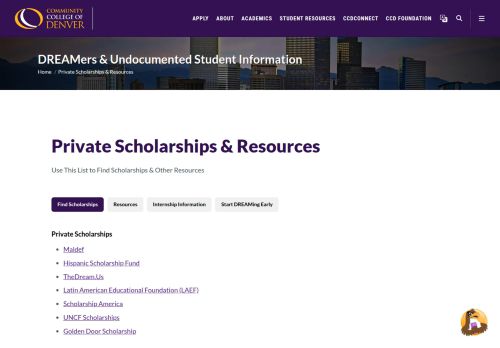 COMMUNITY
COLLEGE OF
DENVER
APPLY ABOUT ACADEMICS STUDENT RESOURCES CCDCONNECT CCD FOUNDATION
DREAMers & Undocumented Student Information
Home / Private Scholarships & Resources
Private Scholarships & Resources
Use This List to Find Scholarships & Other Resources
Find Scholarships Resources Internship Information Start DREAMing Early
Private Scholarships
Maldef
Hispanic Scholarship Fund
TheDream.Us
Latin American Educational Foundation (LAEF)
Scholarship America
UNCF Scholarships
Golden Door Scholarship